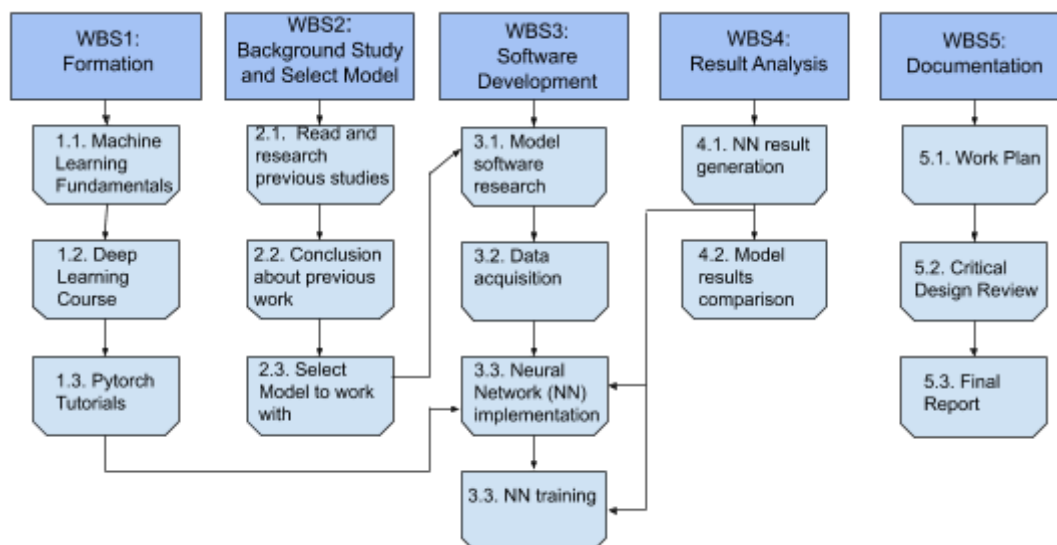 WBS1:
Formation
WBS2:
Background Study
and Select Model
WBS3:
Software
Development
WBS4:
Result Analysis
WBS5:
Documentation
1.1. Machine
Learning
Fundamentals
2.1. Read and
research
previous studies
3.1. Model
software
research
4.1. NN result
generation
5.1. Work Plan
1.2. Deep
Learning
Course
2.2. Conclusion
about previous
work
3.2. Data
acquisition
4.2. Model
results
comparison
5.2. Critical
Design Review
1.3. Pytorch
Tutorials
2.3. Select
Model to work
with
3.3. Neural
Network (NN)
implementation
5.3. Final
Report
3.3. NN training